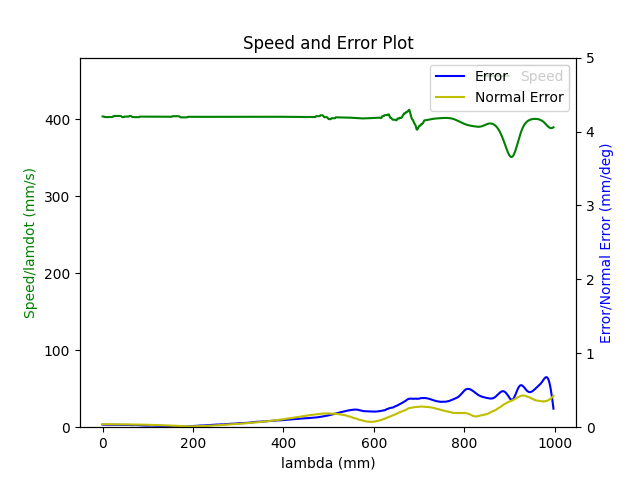 Speed and Error Plot
Error
Speed
Normal Error
400
300
200
100
0
5
4
3
2
1
0
0
200
400
600
800
1000
Speed/lamdot (mm/s)
Error/Normal Error (mm/deg)
lambda (mm)